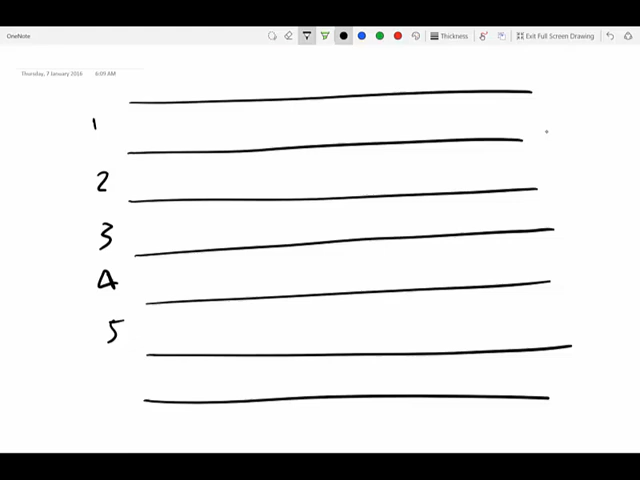 OneNote
Thickness
Exit Full Screen Drawing
Thursday, 7 January 2016 6:09 AM
1
2
3
4
5